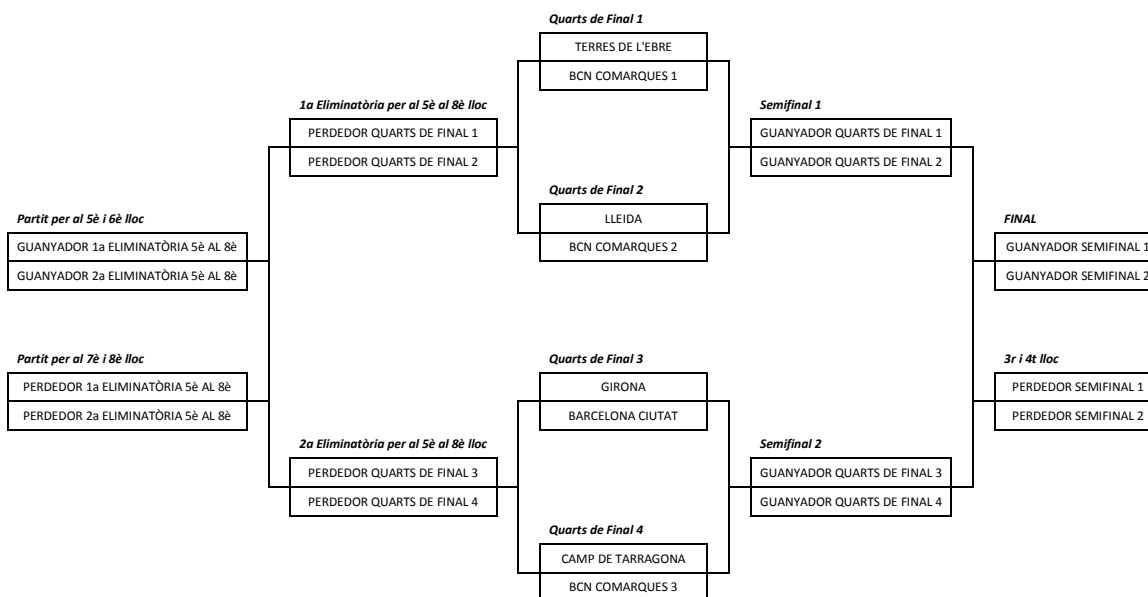 Quarts de Final 1
TERRES DE L'EBRE
BCN COMARQUES 1
1a Eliminatòria per al 5è al 8è lloc
PERDEDOR QUARTS DE FINAL 1
PERDEDOR QUARTS DE FINAL 2
Semifinal 1
GUANYADOR QUARTS DE FINAL 1
GUANYADOR QUARTS DE FINAL 2
Quarts de Final 2
LLEIDA
BCN COMARQUES 2
Partit per al 5è i 6è lloc
GUANYADOR 1a ELIMINATÒRIA 5è AL 8è
GUANYADOR 2a ELIMINATÒRIA 5è AL 8è
FINAL
GUANYADOR SEMIFINAL 1
GUANYADOR SEMIFINAL 2
Partit per al 7è i 8è lloc
PERDEDOR 1a ELIMINATÒRIA 5è AL 8è
PERDEDOR 2a ELIMINATÒRIA 5è AL 8è
Quarts de Final 3
GIRONA
BARCELONA CIUTAT
3r i 4t lloc
PERDEDOR SEMIFINAL 1
PERDEDOR SEMIFINAL 2
2a Eliminatòria per al 5è al 8è lloc
PERDEDOR QUARTS DE FINAL 3
PERDEDOR QUARTS DE FINAL 4
Semifinal 2
GUANYADOR QUARTS DE FINAL 3
GUANYADOR QUARTS DE FINAL 4
Quarts de Final 4
CAMP DE TARRAGONA
BCN COMARQUES 3